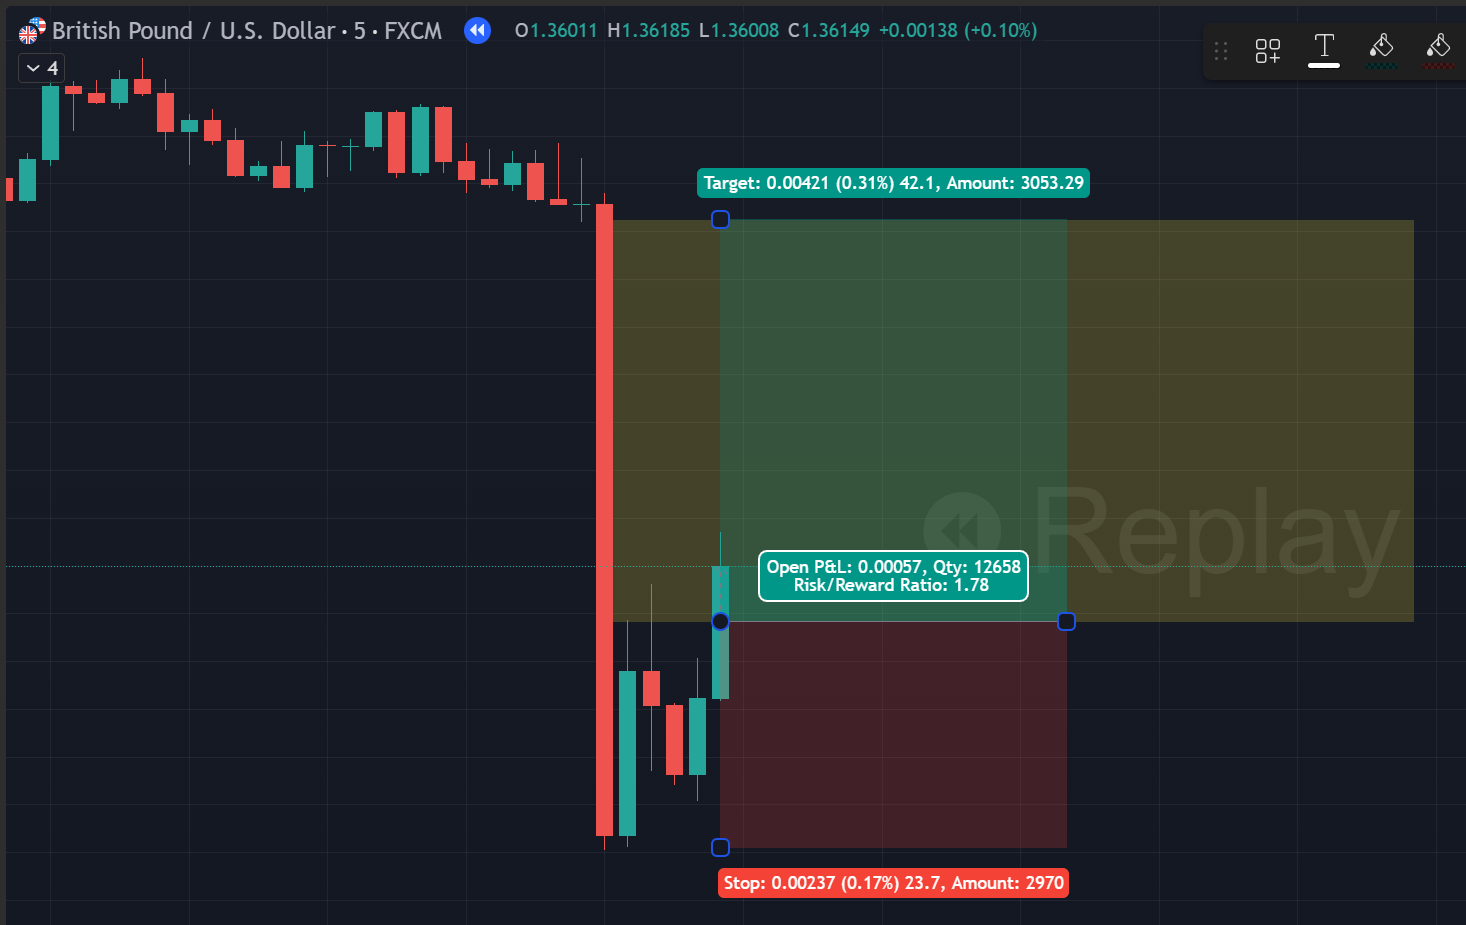 British Pound / U.S. Dollar · 5 · FXCM O1.36011 H1.36185 L1.36008 C1.36149 +0.00138 (+0.10%)
4
T
Target: 0.00421 (0.31%) 42.1, Amount: 3053.29
Replay
Open P&L: 0.00057, Qty: 12658
Risk/Reward Ratio: 1.78
Stop: 0.00237 (0.17%) 23.7, Amount: 2970